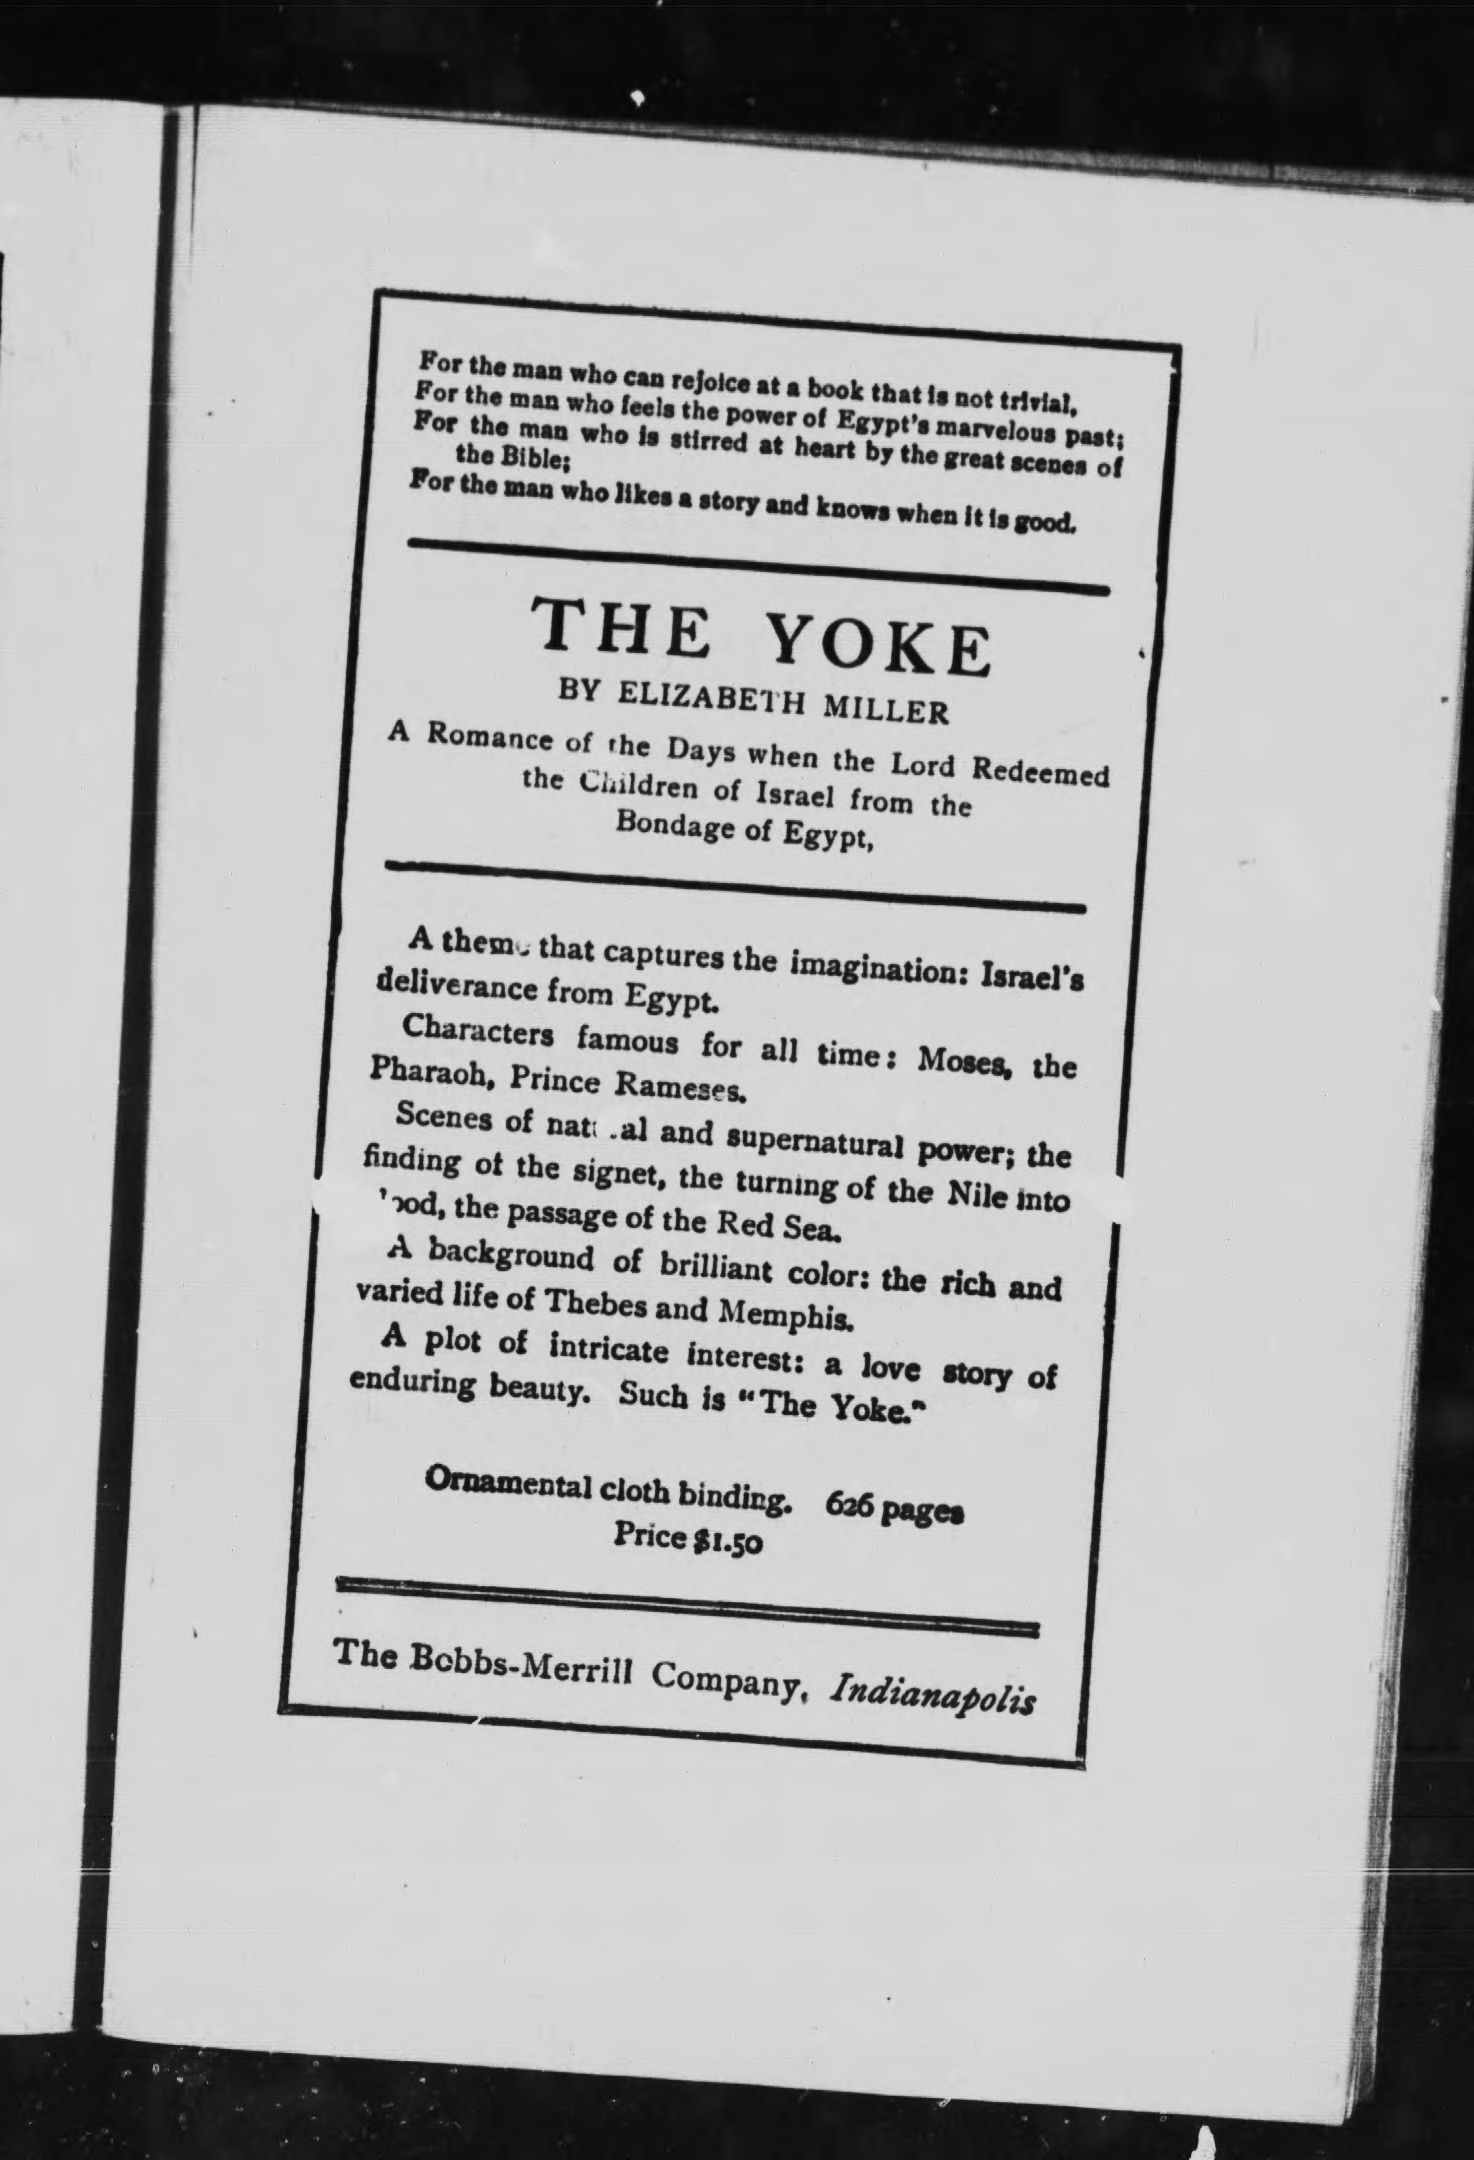 For the man who can rejoice at a book that is not trivial,
For the man who feels the power of Egypt's marvelous past;
For the man who is stirred at heart by the great scenes of
the Bible;
For the man who likes a story and knows when it is good.
THE YOKE
BY ELIZABETH MILLER
A Romance of the Days when the Lord Redeemed
the Children of Israel from the
Bondage of Egypt,
A theme that captures the imagination: Israel's
deliverance from Egypt.
Characters famous for all time: Moses, the
Pharaoh, Prince Rameses.
Scenes of natural and supernatural power; the
finding of the signet, the turning of the Nile into
blood, the passage of the Red Sea.
A background of brilliant color: the rich and
varied life of Thebes and Memphis.
A plot of intricate interest: a love story of
enduring beauty. Such is "The Yoke."
Ornamental cloth binding. 626 pages
Price $1.50
The Bobbs-Merrill Company, Indianapolis